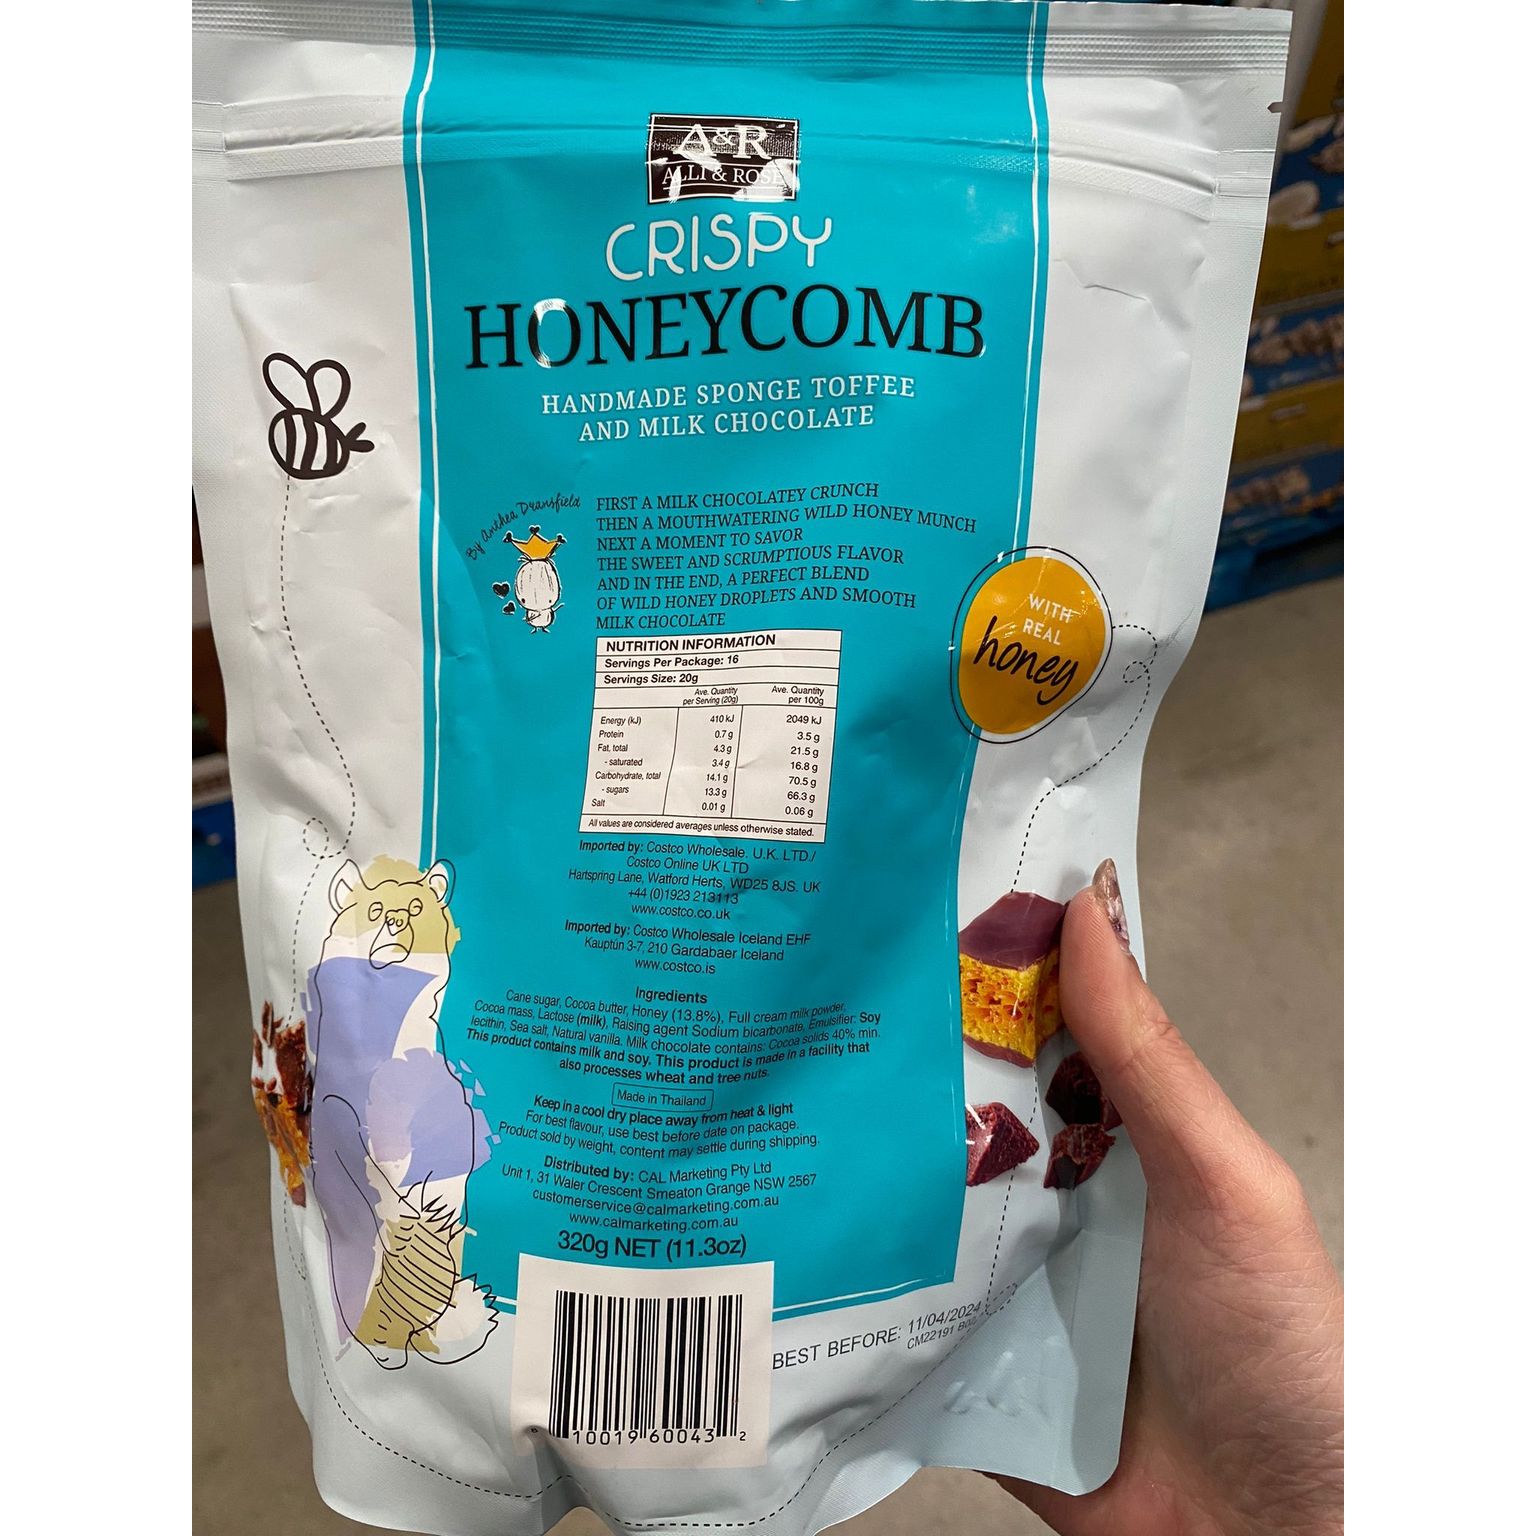 A&R
ALLI & ROSE
CRISPY
HONEYCOMB
HANDMADE SPONGE TOFFEE
AND MILK CHOCOLATE
By Anthea Dransfield
FIRST A MILK CHOCOLATEY CRUNCH
THEN A MOUTHWATERING WILD HONEY MUNCH
NEXT A MOMENT TO SAVOR
THE SWEET AND SCRUMPTIOUS FLAVOR
AND IN THE END, A PERFECT BLEND
OF WILD HONEY DROPLETS AND SMOOTH
MILK CHOCOLATE
WITH
REAL
honey
NUTRITION INFORMATION
Servings Per Package: 16
Servings Size: 20g
Ave. Quantity per Serving (20g) Ave. Quantity per 100g
Energy (kJ) 410 kJ 2049 kJ
Protein 0.7 g 3.5 g
Fat, total 4.3 g 21.5 g
- saturated 3.4 g 16.8 g
Carbohydrate, total 14.1 g 70.5 g
- sugars 13.3 g 66.3 g
Salt 0.01 g 0.06 g
All values are considered averages unless otherwise stated.
Imported by: Costco Wholesale. U.K. LTD./
Costco Online UK LTD
Hartspring Lane, Watford Herts, WD25 8JS. UK
+44 (0)1923 213113
www.costco.co.uk
Imported by: Costco Wholesale Iceland EHF
Kauptún 3-7, 210 Gardabaer Iceland
www.costco.is
Ingredients
Cane sugar, Cocoa butter, Honey (13.8%), Full cream milk powder,
Cocoa mass, Lactose (milk), Raising agent Sodium bicarbonate, Emulsifier: Soy
lecithin, Sea salt, Natural vanilla. Milk chocolate contains: Cocoa solids 40% min.
This product contains milk and soy. This product is made in a facility that
also processes wheat and tree nuts.
Made in Thailand
Keep in a cool dry place away from heat & light
For best flavour, use best before date on package.
Product sold by weight, content may settle during shipping.
Distributed by: CAL Marketing Pty Ltd
Unit 1, 31 Waler Crescent Smeaton Grange NSW 2567
customerservice@calmarketing.com.au
www.calmarketing.com.au
320g NET (11.3oz)
8 10019 60043 2
BEST BEFORE: 11/04/2024
CM22191